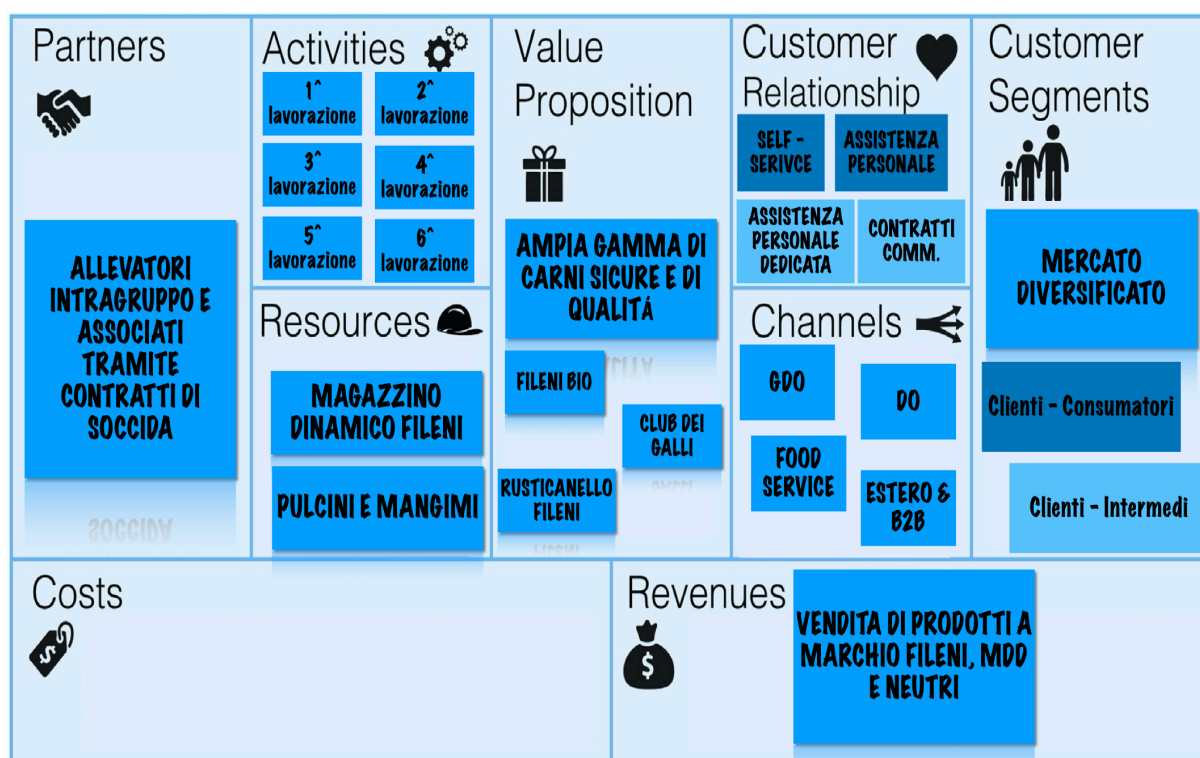 Partners
ALLEVATORI
INTRAGRUPPO E
ASSOCIATI
TRAMITE
CONTRATTI DI
SOCCIDA
SOCCIDA
Activities
1^
lavorazione
2^
lavorazione
3^
lavorazione
4^
lavorazione
5^
lavorazione
6^
lavorazione
Resources
MAGAZZINO
DINAMICO FILENI
PULCINI E MANGIMI
Value
Proposition
AMPIA GAMMA DI
CARNI SICURE E DI
QUALITÁ
FILENI BIO
CLUB DEI
GALLI
RUSTICANELLO
FILENI
FILENI
Customer
Relationship
SELF -
SERIVCE
ASSISTENZA
PERSONALE
ASSISTENZA
PERSONALE
DEDICATA
CONTRATTI
COMM.
Channels
GDO
DO
FOOD
SERVICE
ESTERO &
B2B
Customer
Segments
MERCATO
DIVERSIFICATO
Clienti - Consumatori
Clienti - Intermedi
Costs
$
Revenues
$
VENDITA DI PRODOTTI A
MARCHIO FILENI, MDD
E NEUTRI